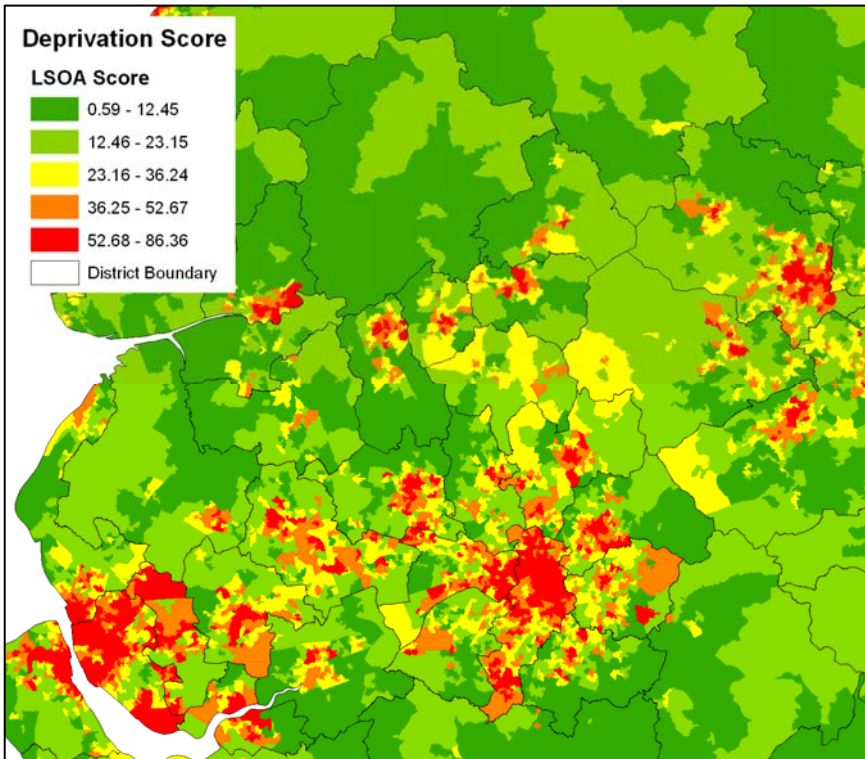 Deprivation Score
LSOA Score
0.59 - 12.45
12.46 - 23.15
23.16 - 36.24
36.25 - 52.67
52.68 - 86.36
District Boundary